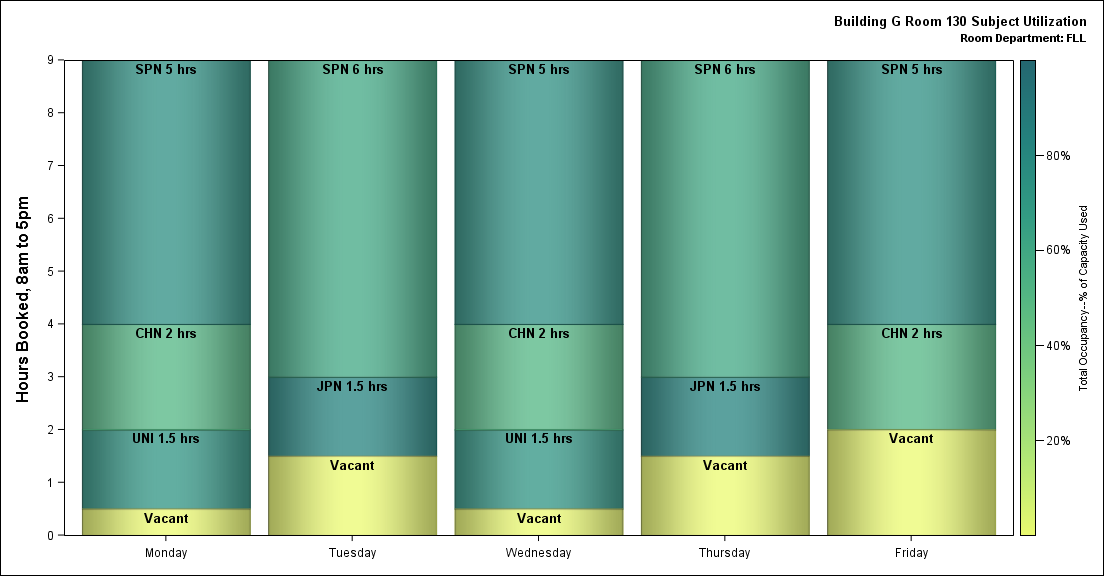 Building G Room 130 Subject Utilization
Room Department: FLL
Hours Booked, 8am to 5pm
9
8
7
6
5
4
3
2
1
0
SPN 5 hrs
CHN 2 hrs
UNI 1.5 hrs
Vacant
Monday
SPN 6 hrs
JPN 1.5 hrs
Vacant
Tuesday
SPN 5 hrs
CHN 2 hrs
UNI 1.5 hrs
Vacant
Wednesday
SPN 6 hrs
JPN 1.5 hrs
Vacant
Thursday
SPN 5 hrs
CHN 2 hrs
Vacant
Friday
80%
60%
40%
20%
Total Occupancy--% of Capacity Used